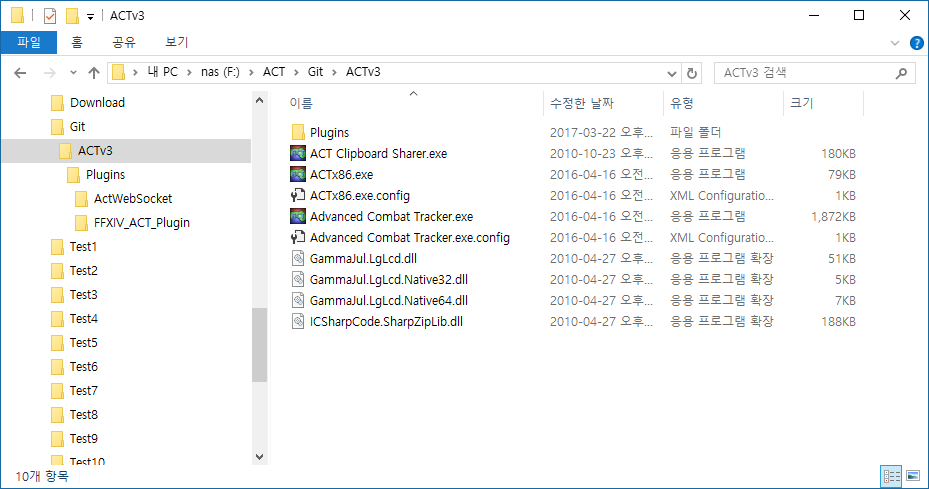 ACTv3
파일 홈 공유 보기
내 PC nas (F:) ACT Git ACTv3 ACTv3 검색
Download
Git
ACTv3
Plugins
ActWebSocket
FFXIV_ACT_Plugin
Test1
Test2
Test3
Test4
Test5
Test6
Test7
Test8
Test9
Test10
이름 수정한 날짜 유형 크기
Plugins 2017-03-22 오후... 파일 폴더
ACT Clipboard Sharer.exe 2010-10-23 오후... 응용 프로그램 180KB
ACTx86.exe 2016-04-16 오전... 응용 프로그램 79KB
ACTx86.exe.config 2016-04-16 오전... XML Configuratio... 1KB
Advanced Combat Tracker.exe 2016-04-16 오전... 응용 프로그램 1,872KB
Advanced Combat Tracker.exe.config 2016-04-16 오전... XML Configuratio... 1KB
GammaJul.LgLcd.dll 2010-04-27 오후... 응용 프로그램 확장 51KB
GammaJul.LgLcd.Native32.dll 2010-04-27 오후... 응용 프로그램 확장 5KB
GammaJul.LgLcd.Native64.dll 2010-04-27 오후... 응용 프로그램 확장 7KB
ICSharpCode.SharpZipLib.dll 2010-04-27 오후... 응용 프로그램 확장 188KB
10개 항목